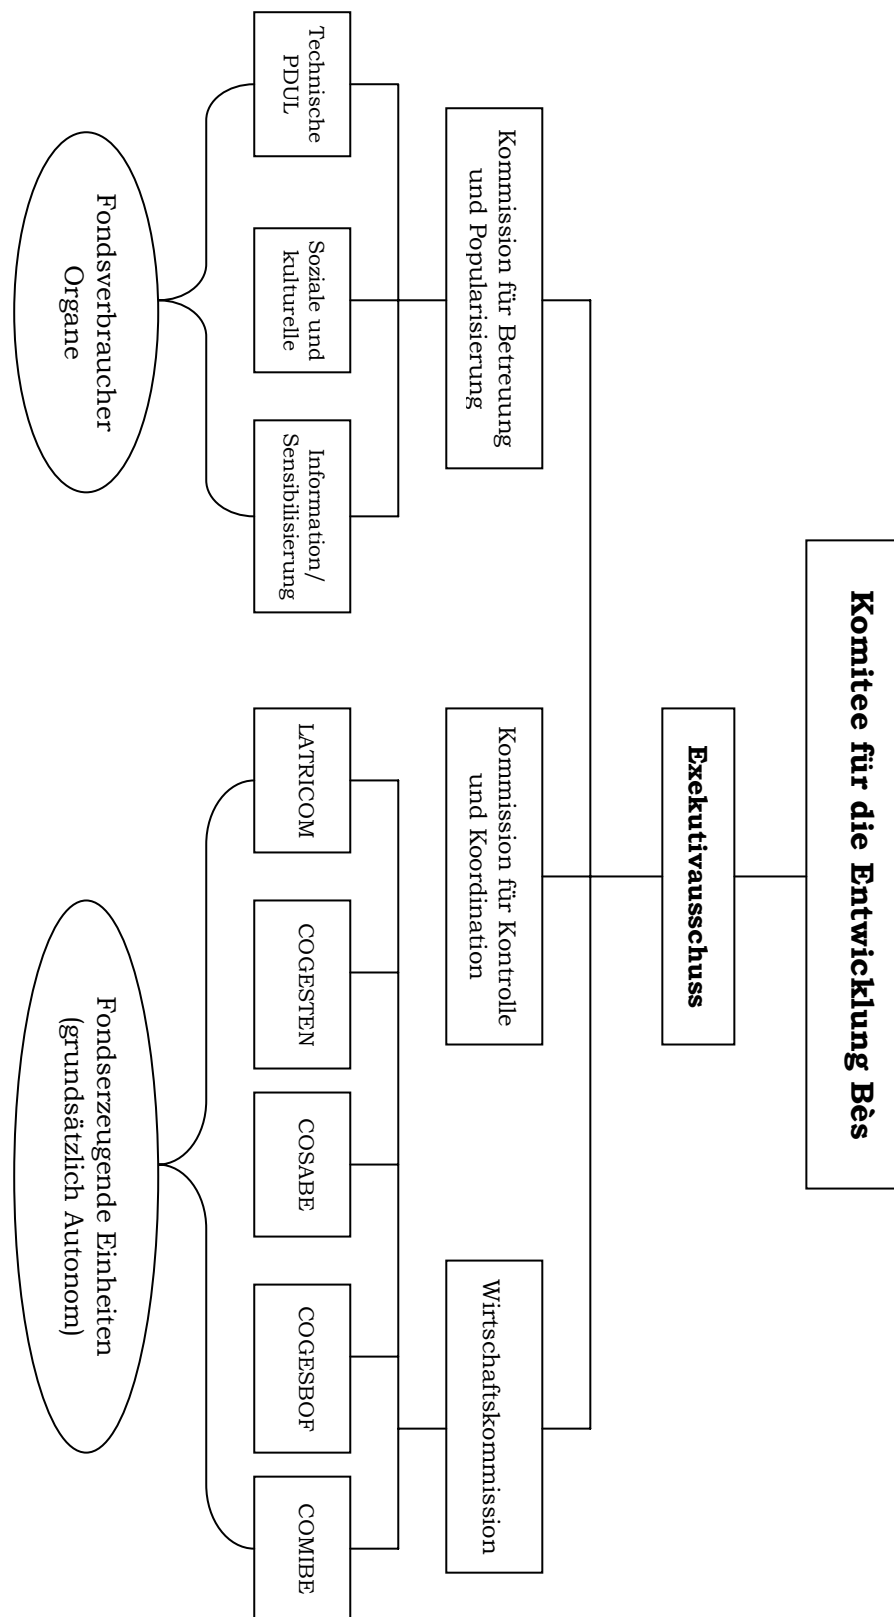 Komitee für die Entwicklung Bès
Exekutivausschuss
Kommission für Betreuung
und Popularisierung
Kommission für Kontrolle
und Koordination
Wirtschaftskommission
Technische
PDUL
Soziale und
kulturelle
Information/
Sensibilisierung
LATRICOM
COGESTEN
COSABE
COGESBOF
COMIBE
Fondsverbraucher
Organe
Fondserzeugende Einheiten
(grundsätzlich Autonom)